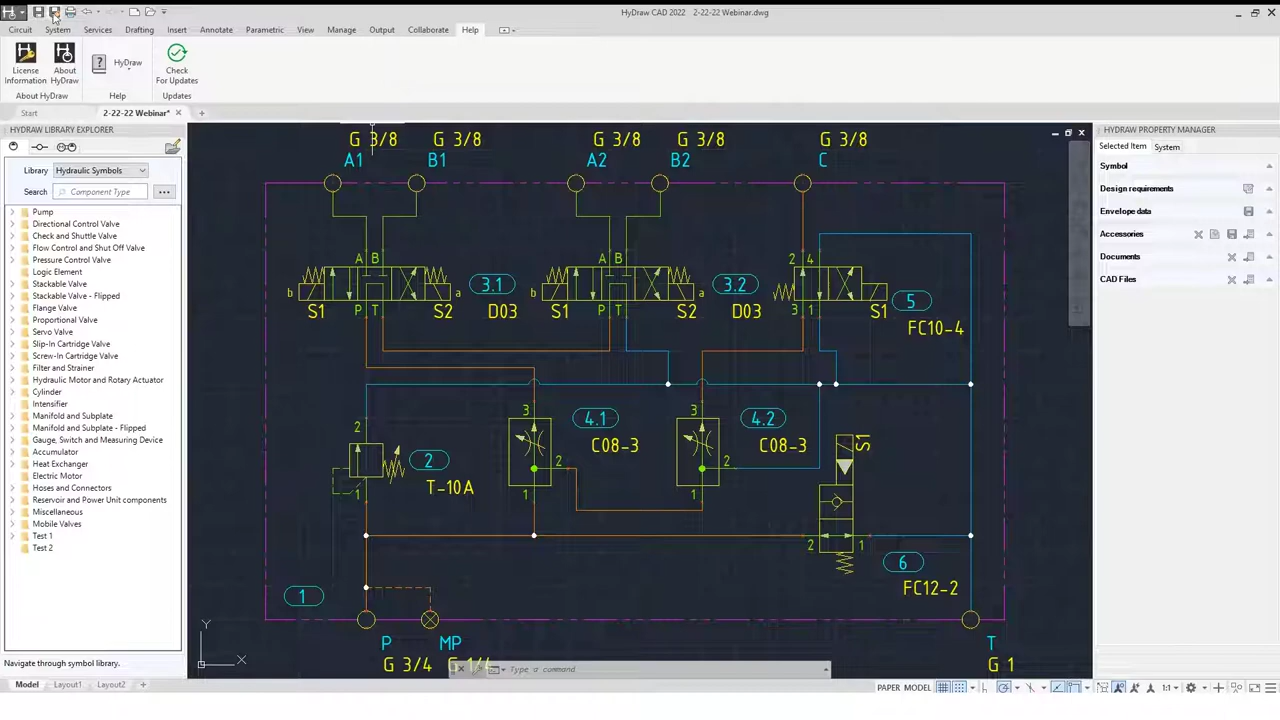 HyDraw CAD 2022 2-22-22 Webinar.dwg
Circuit System Services Drafting Insert Annotate Parametric View Manage Output Collaborate Help
License Information
About HyDraw
HyDraw
Check For Updates
About HyDraw Help Updates
Start 2-22-22 Webinar*
HYDRAW LIBRARY EXPLORER
Library Hydraulic Symbols
Search Component Type
Pump
Directional Control Valve
Check and Shuttle Valve
Flow Control and Shut Off Valve
Pressure Control Valve
Logic Element
Stackable Valve
Stackable Valve - Flipped
Flange Valve
Proportional Valve
Servo Valve
Slip-In Cartridge Valve
Screw-In Cartridge Valve
Filter and Strainer
Hydraulic Motor and Rotary Actuator
Cylinder
Intensifier
Manifold and Subplate
Manifold and Subplate - Flipped
Gauge, Switch and Measuring Device
Accumulator
Heat Exchanger
Electric Motor
Hoses and Connectors
Reservoir and Power Unit components
Miscellaneous
Mobile Valves
Test 1
Test 2
Navigate through symbol library.
G 3/8 G 3/8 G 3/8 G 3/8 G 3/8
A1 B1 A2 B2 C
A B A B 2 4
b a b a
3.1 3.2 5
S1 P T S2 D03 S1 P T S2 D03 3 1 S1
FC10-4
2 3 4.1 3 4.2 S1
C08-3 C08-3
2 2 2
T-10A
1 1 1
2 1
6
FC12-2
1
P MP T
G 3/4 G 1/4 G 1
Y
X
Type a command
HYDRAW PROPERTY MANAGER
Selected Item System
Symbol
Design requirements
Envelope data
Accessories
Documents
CAD Files
Model Layout1 Layout2 +
PAPER MODEL 1:1